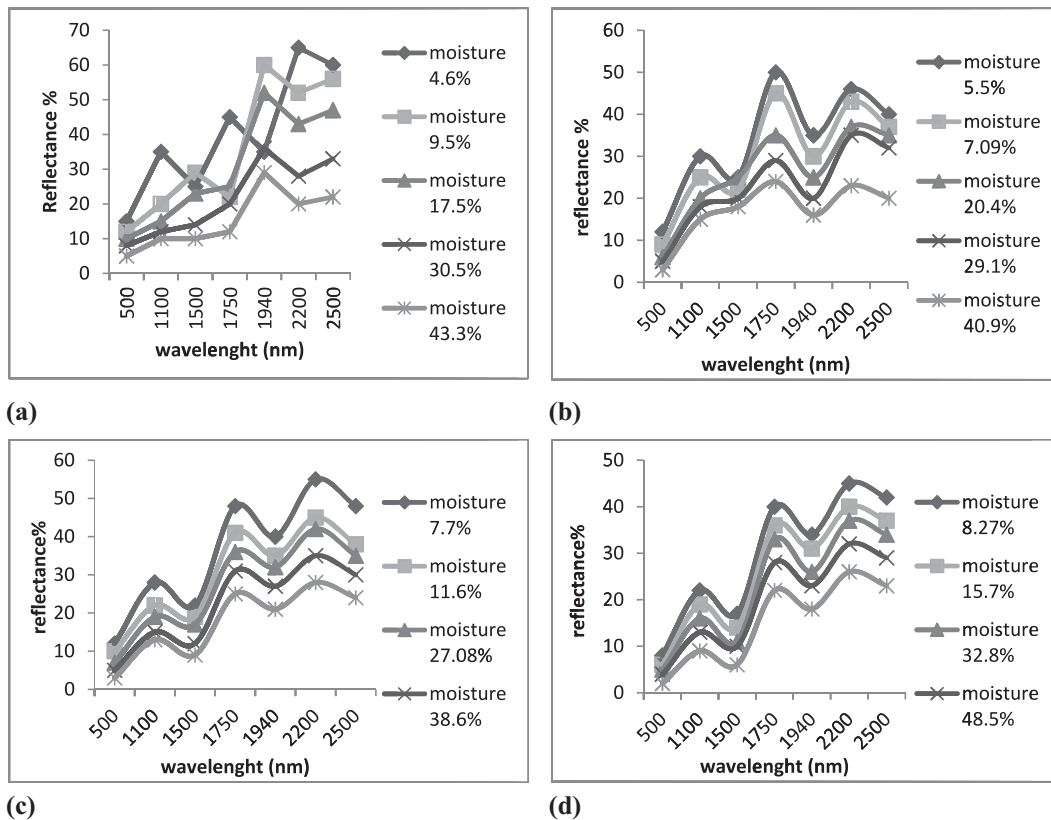 70
60
50
40
30
20
10
0
Reflectance %
500
1100
1500
1750
1940
2200
2500
wavelenght (nm)
moisture
4.6%
moisture
9.5%
moisture
17.5%
moisture
30.5%
moisture
43.3%
(a)
60
50
40
30
20
10
0
reflectance %
500
1100
1500
1750
1940
2200
2500
wavelenght (nm)
moisture
5.5%
moisture
7.09%
moisture
20.4%
moisture
29.1%
moisture
40.9%
(b)
60
50
40
30
20
10
0
reflectance%
500
1100
1500
1750
1940
2200
2500
wavelenght (nm)
moisture
7.7%
moisture
11.6%
moisture
27.08%
moisture
38.6%
(c)
50
40
30
20
10
0
reflectance%
500
1100
1500
1750
1940
2200
2500
wavelenght (nm)
moisture
8.27%
moisture
15.7%
moisture
32.8%
moisture
48.5%
(d)